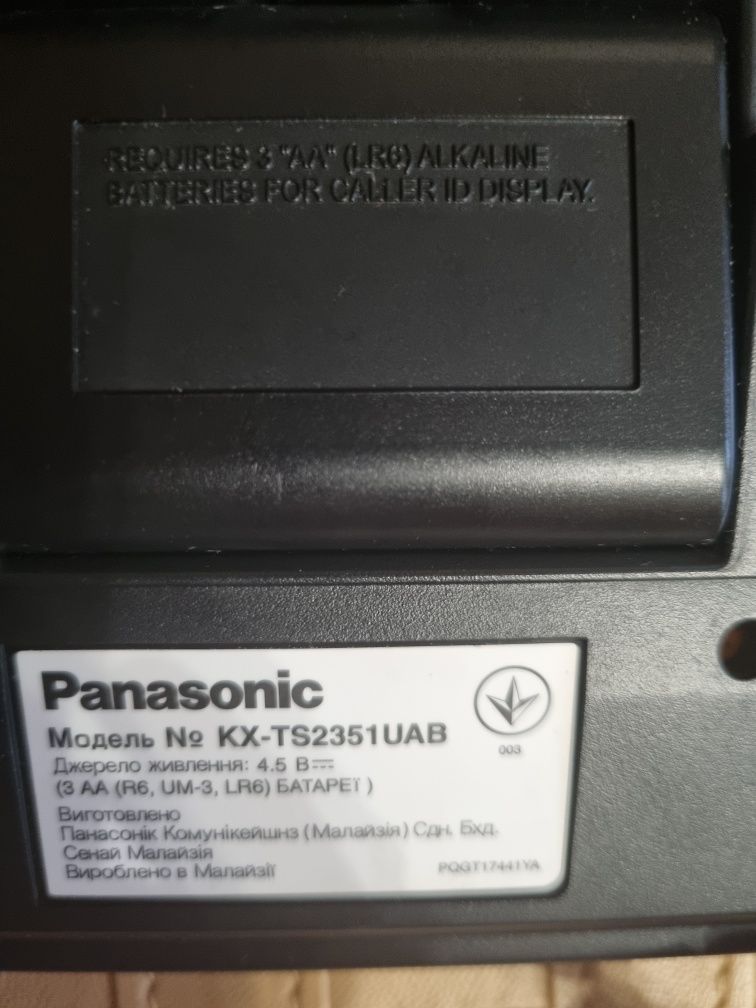 REQUIRES 3 "AA" (LR6) ALKALINE
BATTERIES FOR CALLER ID DISPLAY.
Panasonic
Модель № KX-TS2351UAB
003
Джерело живлення: 4.5 В
(3 AA (R6, UM-3, LR6) БАТАРЕЇ )
Виготовлено
Панасонік Комунікейшнз (Малайзія) Сдн. Бхд.
Сенай Малайзія
Вироблено в Малайзії
PQGT17441YA